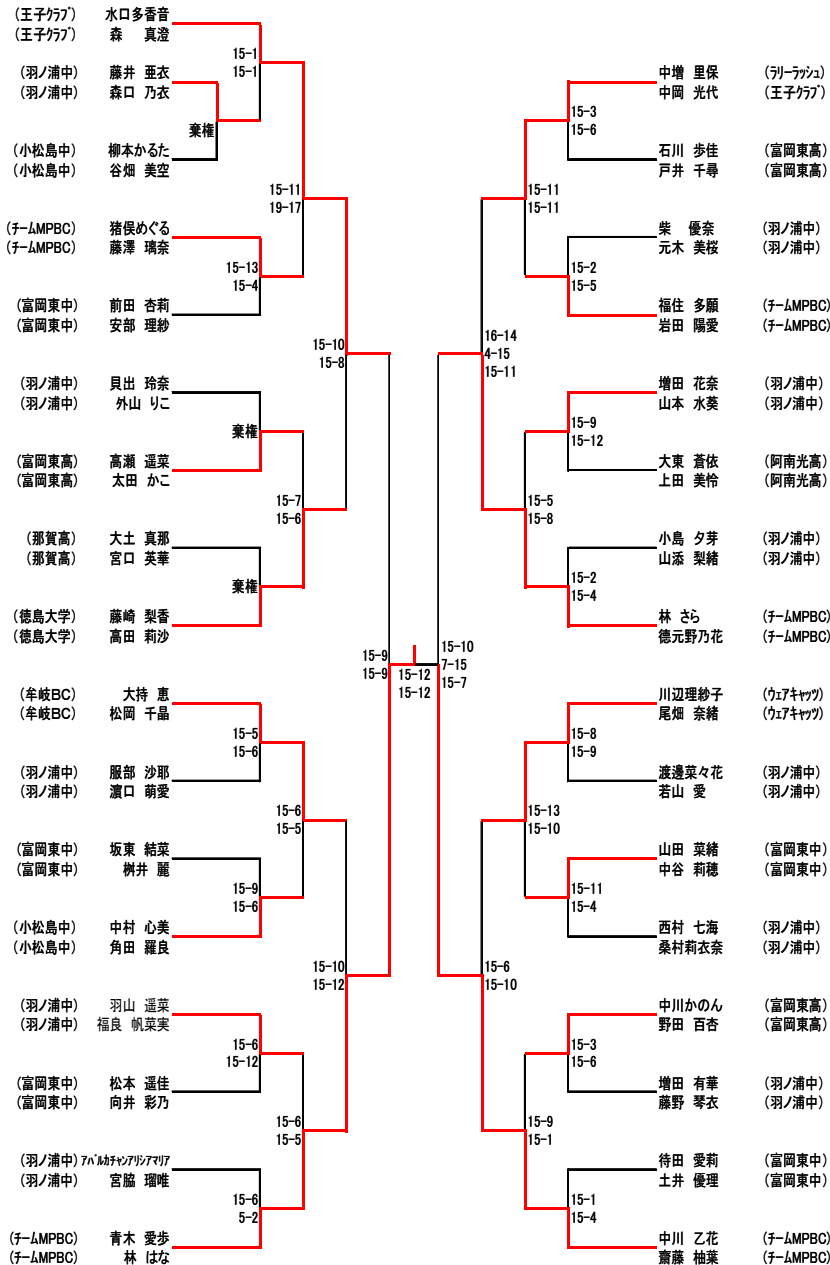 (王子クラブ) 水口多香音
(王子クラブ) 森 真澄
15-1
15-1
(羽ノ浦中) 藤井 亜衣
(羽ノ浦中) 森口 乃衣
棄権
(小松島中) 柳本かるた
(小松島中) 谷畑 美空
15-11
19-17
(チームMPBC) 猪俣めぐる
(チームMPBC) 藤澤 璃奈
15-13
15-4
(富岡東中) 前田 杏莉
(富岡東中) 安部 理紗
15-10
15-8
(羽ノ浦中) 貝出 玲奈
(羽ノ浦中) 外山 りこ
棄権
(富岡東高) 高瀬 遥菜
(富岡東高) 太田 かこ
15-7
15-6
(那賀高) 大土 真那
(那賀高) 宮口 英華
棄権
(徳島大学) 藤崎 梨香
(徳島大学) 高田 莉沙
15-9
15-9
(牟岐BC) 大持 恵
(牟岐BC) 松岡 千晶
15-5
15-6
(羽ノ浦中) 服部 沙耶
(羽ノ浦中) 濵口 萌愛
15-6
15-5
(富岡東中) 坂東 結菜
(富岡東中) 桝井 麗
15-9
15-6
(小松島中) 中村 心美
(小松島中) 角田 羅良
15-10
15-12
(羽ノ浦中) 羽山 遥菜
(羽ノ浦中) 福良 帆菜実
15-6
15-12
(富岡東中) 松本 遥佳
(富岡東中) 向井 彩乃
15-6
15-5
(羽ノ浦中) アバルカチャンアリシアマリア
(羽ノ浦中) 宮脇 瑠唯
15-6
5-2
(チームMPBC) 青木 愛歩
(チームMPBC) 林 はな
15-12
15-12
中増 里保 (ラリーラッシュ)
中岡 光代 (王子クラブ)
15-3
15-6
石川 歩佳 (富岡東高)
戸井 千尋 (富岡東高)
15-11
15-11
柴 優奈 (羽ノ浦中)
元木 美桜 (羽ノ浦中)
15-2
15-5
福住 多願 (チームMPBC)
岩田 陽愛 (チームMPBC)
16-14
4-15
15-11
増田 花奈 (羽ノ浦中)
山本 水葵 (羽ノ浦中)
15-9
15-12
大東 蒼依 (阿南光高)
上田 美怜 (阿南光高)
15-5
15-8
小島 夕芽 (羽ノ浦中)
山添 梨緒 (羽ノ浦中)
15-2
15-4
林 さら (チームMPBC)
德元野乃花 (チームMPBC)
15-10
7-15
15-7
川辺理紗子 (ウェアキャッツ)
尾畑 奈緒 (ウェアキャッツ)
15-8
15-9
渡邊菜々花 (羽ノ浦中)
若山 愛 (羽ノ浦中)
15-13
15-10
山田 菜緒 (富岡東中)
中谷 莉穂 (富岡東中)
15-11
15-4
西村 七海 (羽ノ浦中)
桑村莉衣奈 (羽ノ浦中)
15-6
15-10
中川かのん (富岡東高)
野田 百杏 (富岡東高)
15-3
15-6
増田 有華 (羽ノ浦中)
藤野 琴衣 (羽ノ浦中)
15-9
15-1
待田 愛莉 (富岡東中)
土井 優理 (富岡東中)
15-1
15-4
中川 乙花 (チームMPBC)
齋藤 柚葉 (チームMPBC)